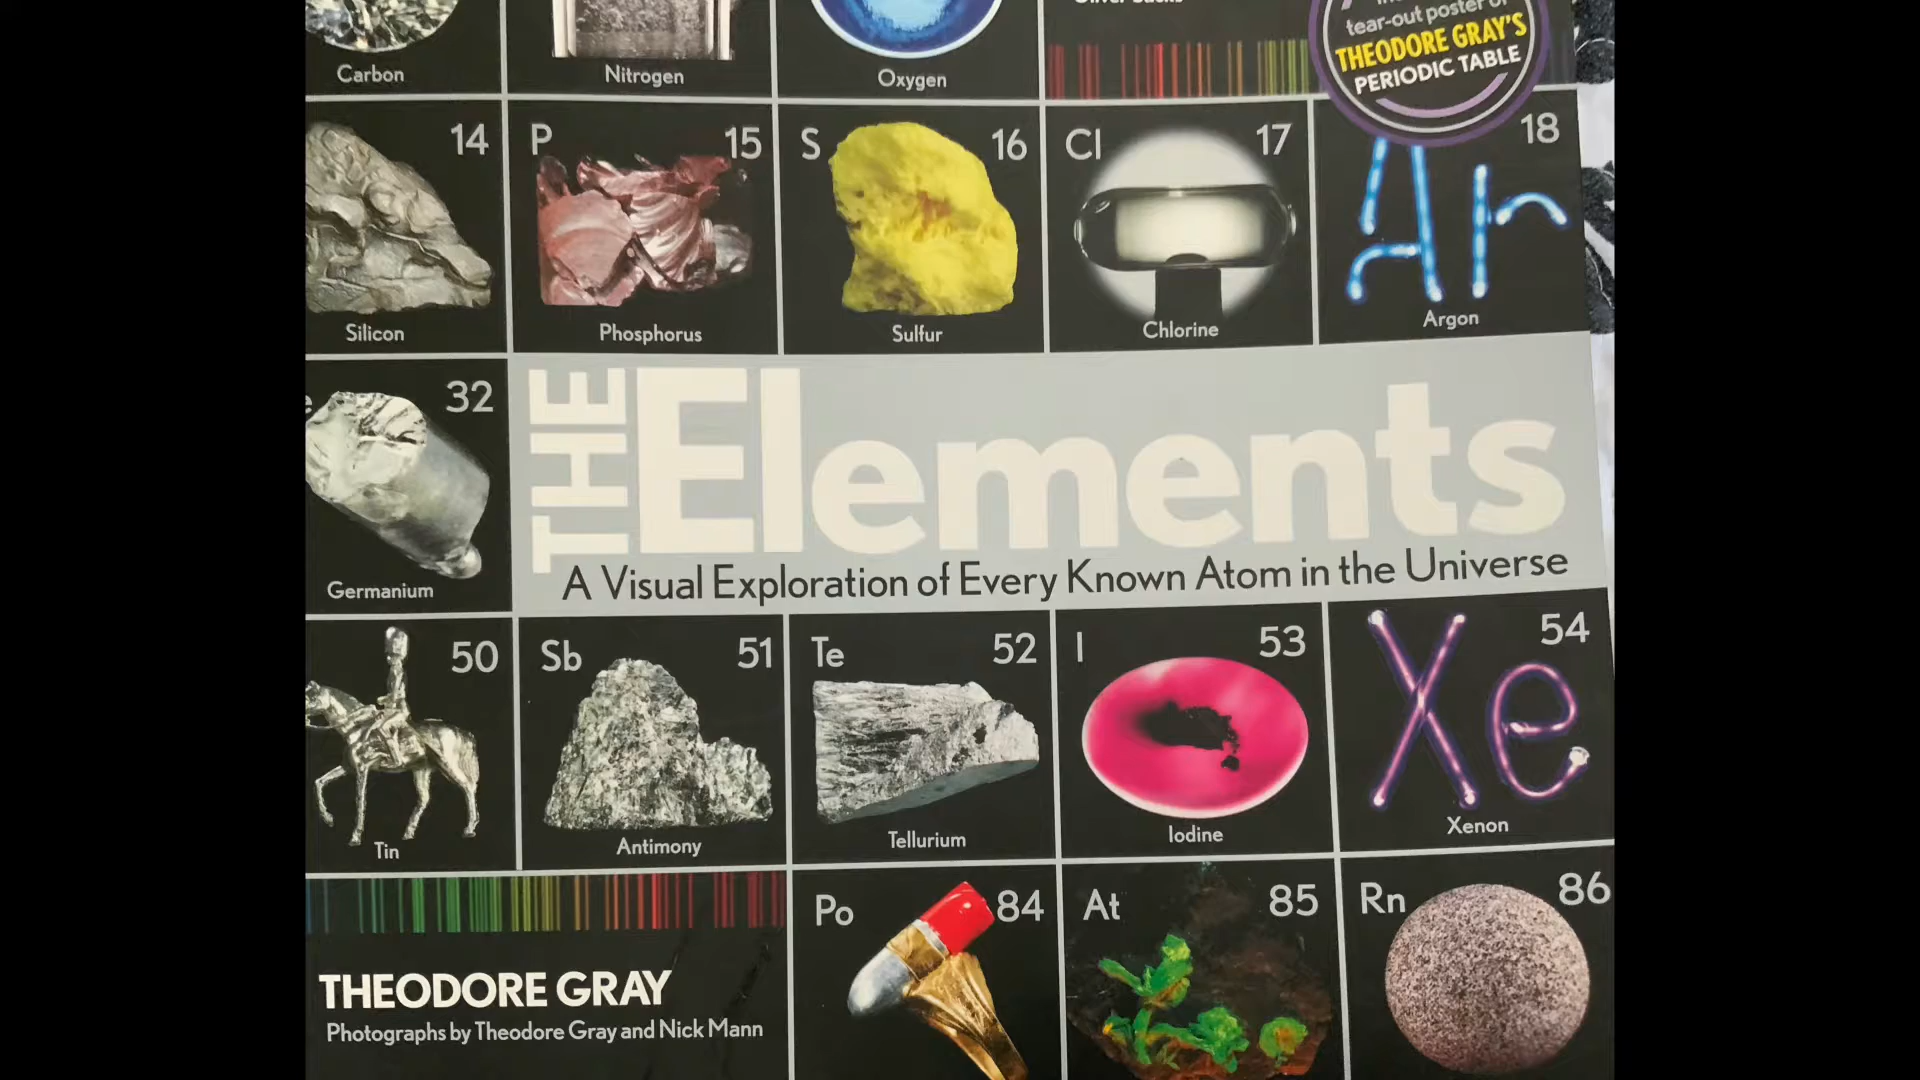 tear-out poster of
THEODORE GRAY'S
PERIODIC TABLE
Carbon
Nitrogen
Oxygen
14
P 15
S 16
Cl 17
18
Ar
Silicon
Phosphorus
Sulfur
Chlorine
Argon
32
Germanium
THE Elements
A Visual Exploration of Every Known Atom in the Universe
50
Sb 51
Te 52
I 53
54
Xe
Tin
Antimony
Tellurium
Iodine
Xenon
Po 84
At 85
Rn 86
THEODORE GRAY
Photographs by Theodore Gray and Nick Mann